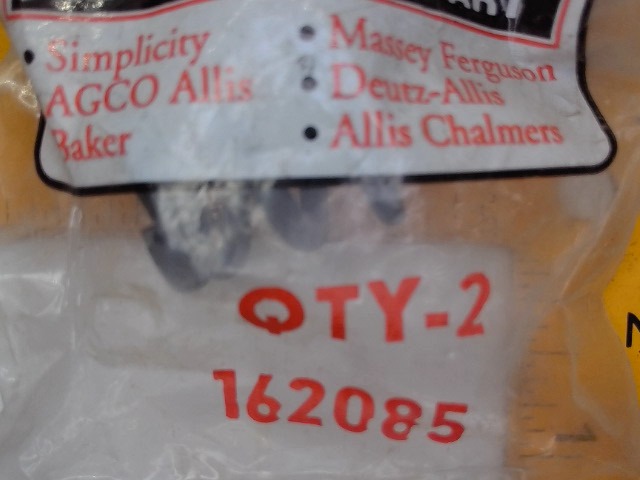 • Simplicity
AGCO Allis
Baker
• Massey Ferguson
• Deutz-Allis
• Allis Chalmers
QTY-2
162085